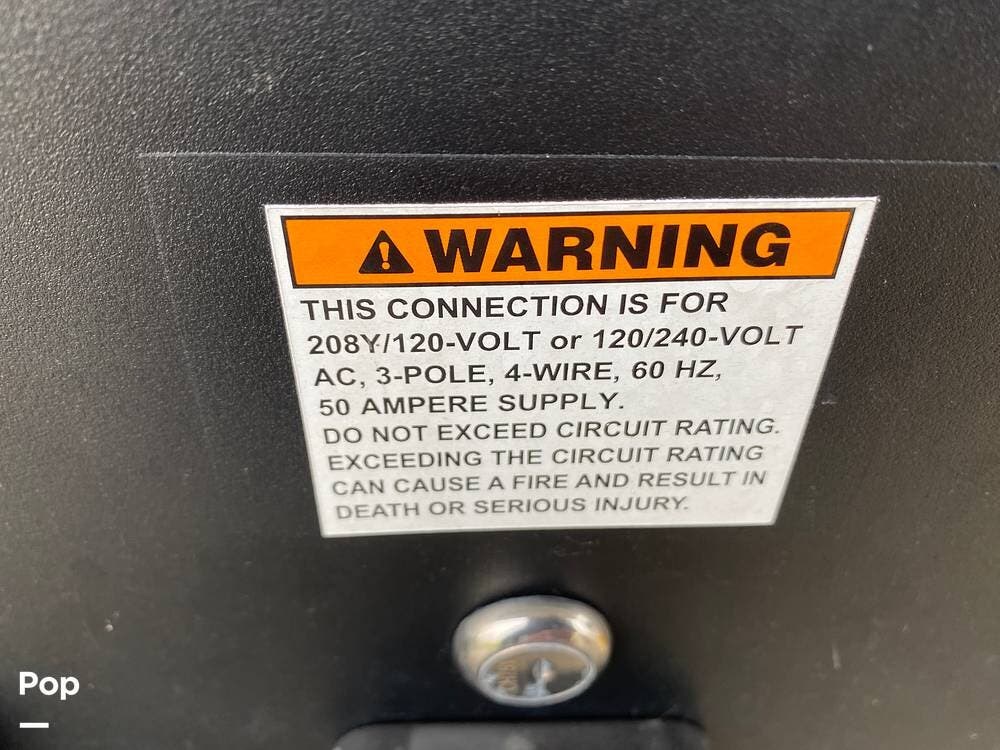 WARNING
THIS CONNECTION IS FOR
208Y/120-VOLT or 120/240-VOLT
AC, 3-POLE, 4-WIRE, 60 HZ,
50 AMPERE SUPPLY.
DO NOT EXCEED CIRCUIT RATING.
EXCEEDING THE CIRCUIT RATING
CAN CAUSE A FIRE AND RESULT IN
DEATH OR SERIOUS INJURY.
Pop